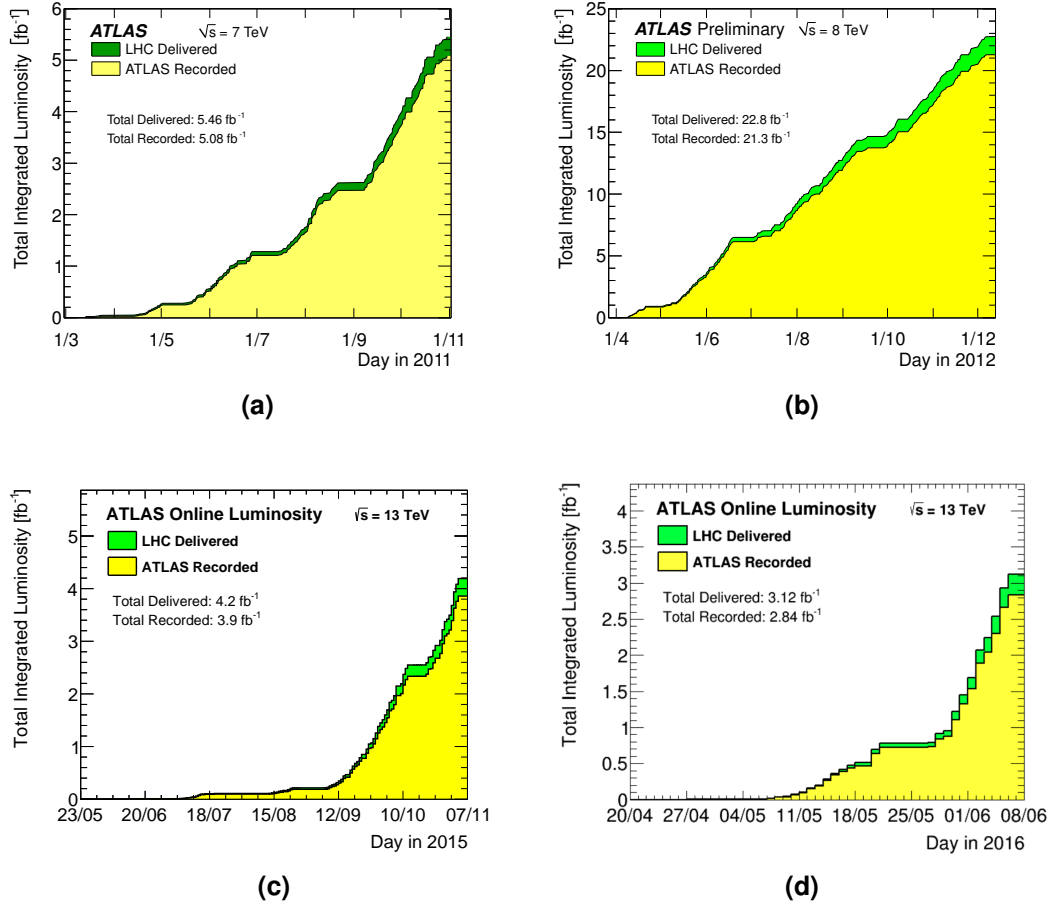 Total Integrated Luminosity [fb⁻¹]
ATLAS √s = 7 TeV
LHC Delivered
ATLAS Recorded
Total Delivered: 5.46 fb⁻¹
Total Recorded: 5.08 fb⁻¹
6
5
4
3
2
1
0
1/3 1/5 1/7 1/9 1/11
Day in 2011
(a)
Total Integrated Luminosity [fb⁻¹]
ATLAS Preliminary √s = 8 TeV
LHC Delivered
ATLAS Recorded
Total Delivered: 22.8 fb⁻¹
Total Recorded: 21.3 fb⁻¹
25
20
15
10
5
0
1/4 1/6 1/8 1/10 1/12
Day in 2012
(b)
Total Integrated Luminosity [fb⁻¹]
ATLAS Online Luminosity √s = 13 TeV
LHC Delivered
ATLAS Recorded
Total Delivered: 4.2 fb⁻¹
Total Recorded: 3.9 fb⁻¹
5
4
3
2
1
0
23/05 20/06 18/07 15/08 12/09 10/10 07/11
Day in 2015
(c)
Total Integrated Luminosity [fb⁻¹]
ATLAS Online Luminosity √s = 13 TeV
LHC Delivered
ATLAS Recorded
Total Delivered: 3.12 fb⁻¹
Total Recorded: 2.84 fb⁻¹
4
3.5
3
2.5
2
1.5
1
0.5
0
20/04 27/04 04/05 11/05 18/05 25/05 01/06 08/06
Day in 2016
(d)